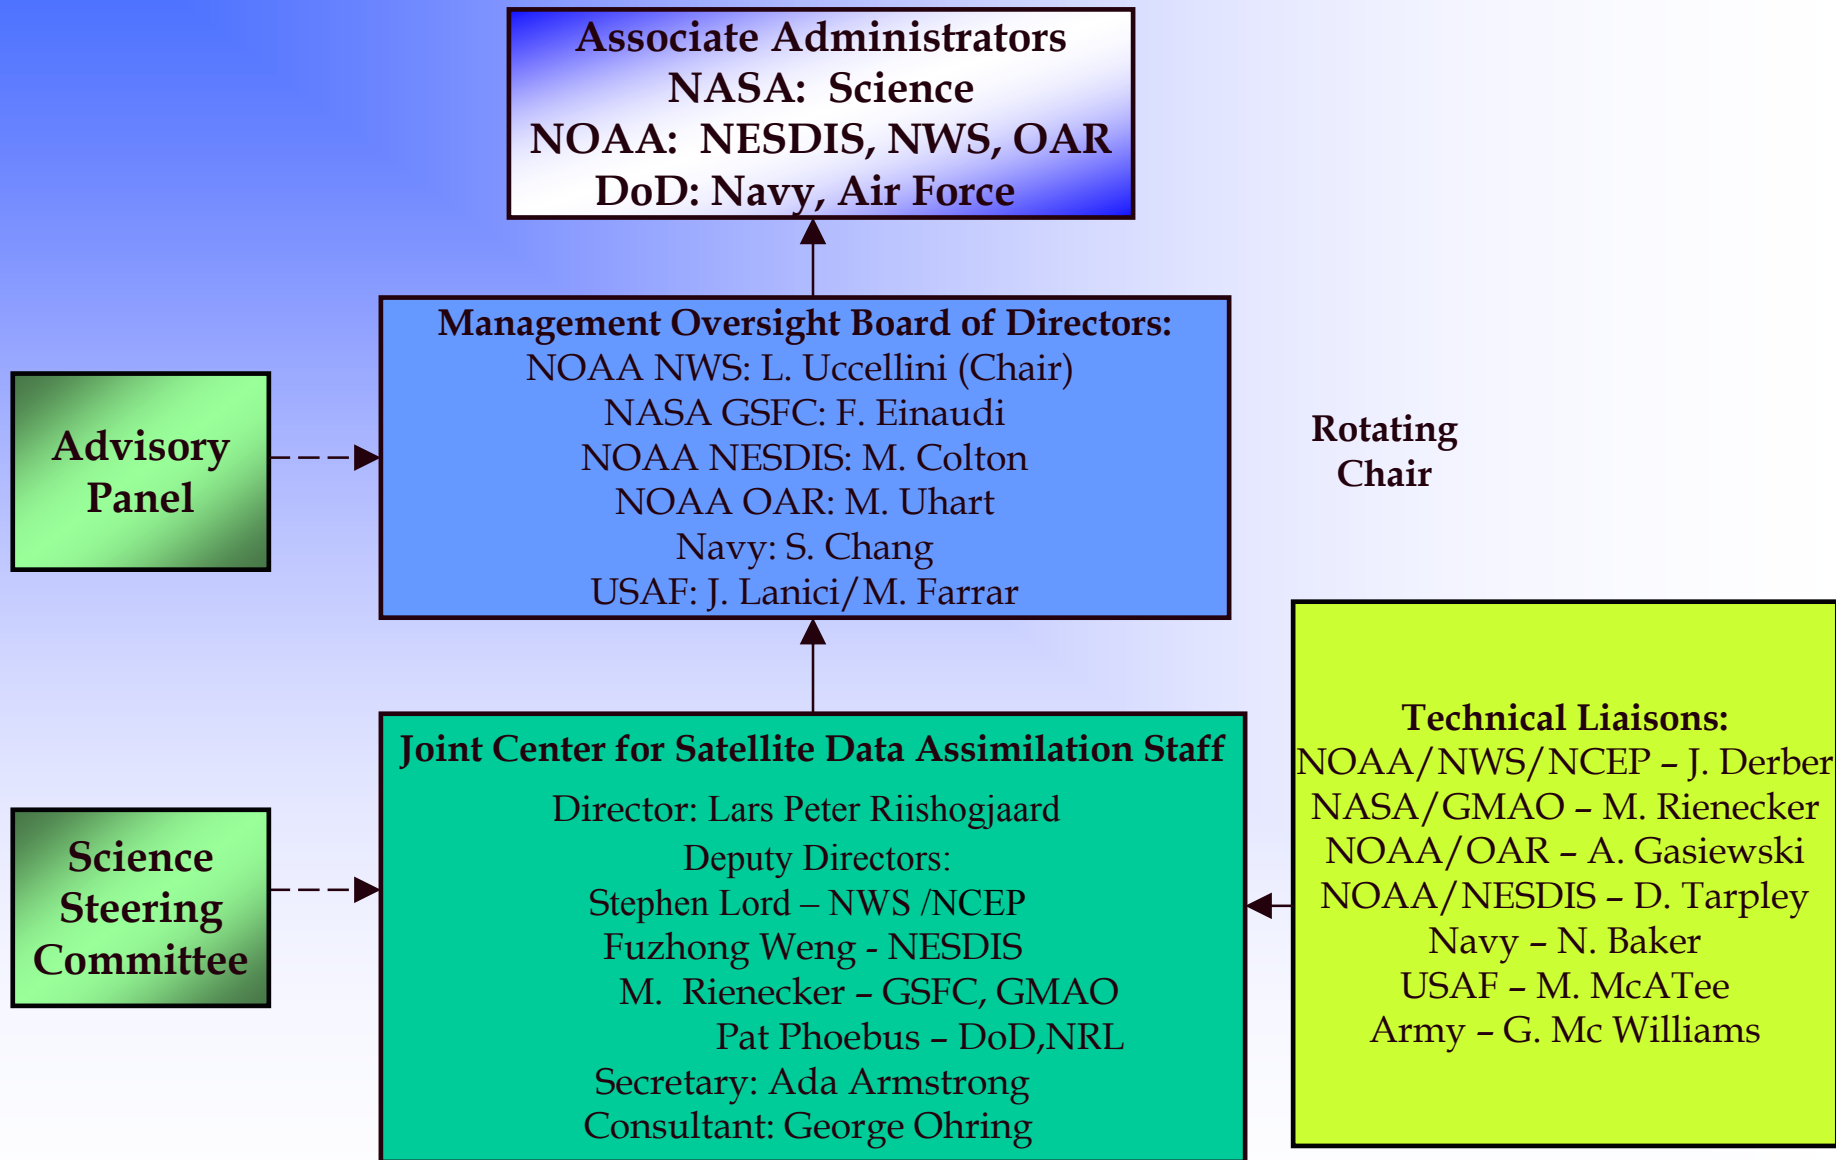 Associate Administrators
NASA: Science
NOAA: NESDIS, NWS, OAR
DoD: Navy, Air Force
Management Oversight Board of Directors:
NOAA NWS: L. Uccellini (Chair)
NASA GSFC: F. Einaudi
NOAA NESDIS: M. Colton
NOAA OAR: M. Uhart
Navy: S. Chang
USAF: J. Lanici/M. Farrar
Advisory
Panel
Rotating
Chair
Joint Center for Satellite Data Assimilation Staff
Director: Lars Peter Riishogjaard
Deputy Directors:
Stephen Lord – NWS /NCEP
Fuzhong Weng - NESDIS
M. Rienecker – GSFC, GMAO
Pat Phoebus – DoD,NRL
Secretary: Ada Armstrong
Consultant: George Ohring
Science
Steering
Committee
Technical Liaisons:
NOAA/NWS/NCEP – J. Derber
NASA/GMAO – M. Rienecker
NOAA/OAR – A. Gasiewski
NOAA/NESDIS – D. Tarpley
Navy – N. Baker
USAF – M. McATee
Army – G. Mc Williams